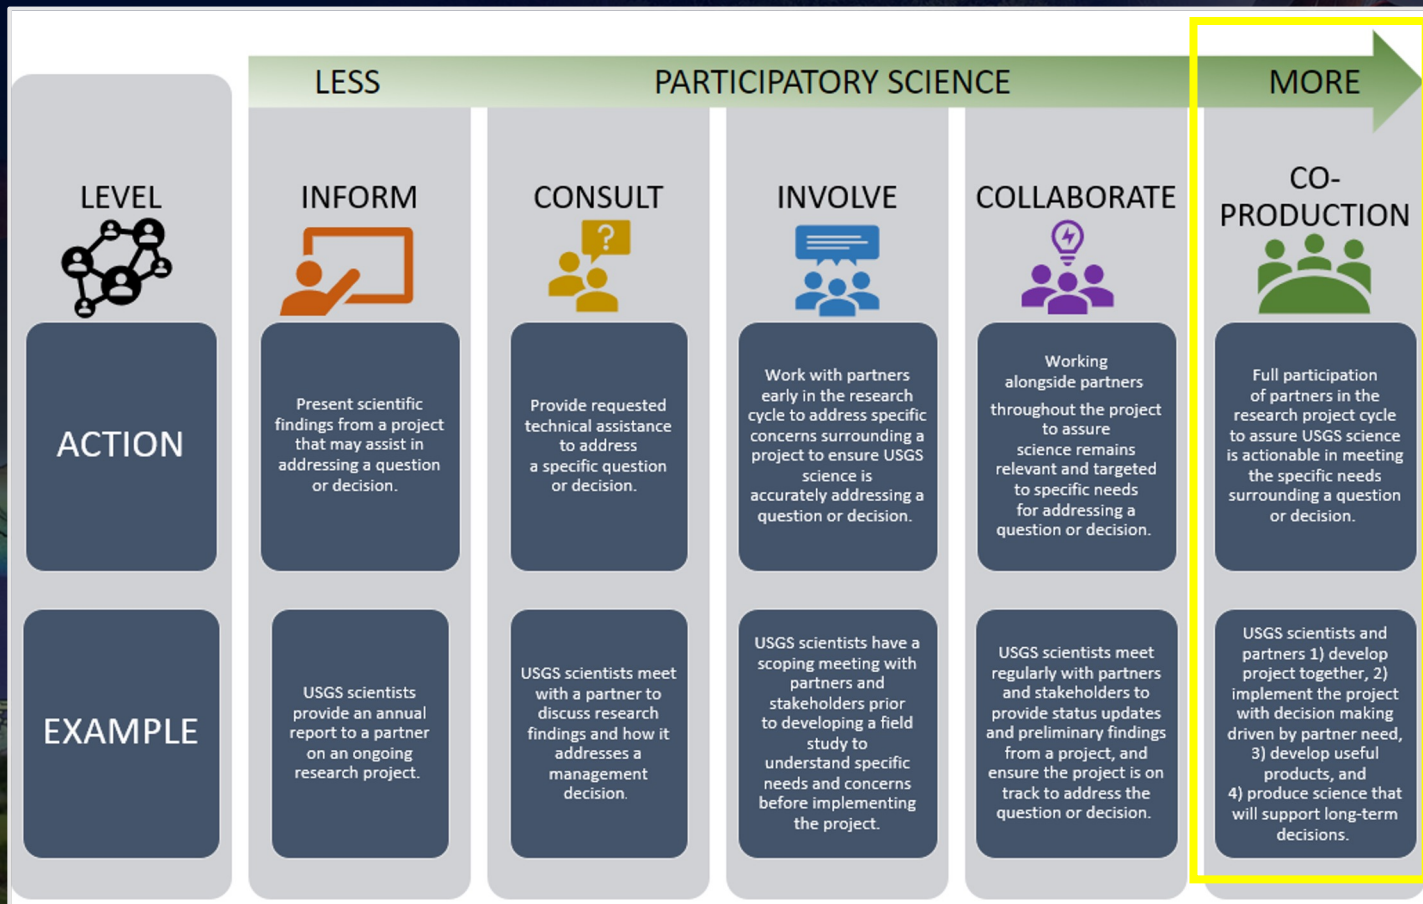 LESS
PARTICIPATORY SCIENCE
MORE
LEVEL
INFORM
CONSULT
INVOLVE
COLLABORATE
CO-
PRODUCTION
?
ACTION
Present scientific
findings from a project
that may assist in
addressing a question
or decision.
Provide requested
technical assistance
to address
a specific question
or decision.
Work with partners
early in the research
cycle to address specific
concerns surrounding a
project to ensure USGS
science is
accurately addressing a
question or decision.
Working
alongside partners
throughout the project
to assure
science remains
relevant and targeted
to specific needs
for addressing a
question or decision.
Full participation
of partners in the
research project cycle
to assure USGS science
is actionable in meeting
the specific needs
surrounding a question
or decision.
EXAMPLE
USGS scientists
provide an annual
report to a partner
on an ongoing
research project.
USGS scientists meet
with a partner to
discuss research
findings and how it
addresses a
management
decision.
USGS scientists have a
scoping meeting with
partners and
stakeholders prior
to developing a field
study to
understand specific
needs and concerns
before implementing
the project.
USGS scientists meet
regularly with partners
and stakeholders to
provide status updates
and preliminary findings
from a project, and
ensure the project is on
track to address the
question or decision.
USGS scientists and
partners 1) develop
project together, 2)
implement the project
with decision making
driven by partner need,
3) develop useful
products, and
4) produce science that
will support long-term
decisions.